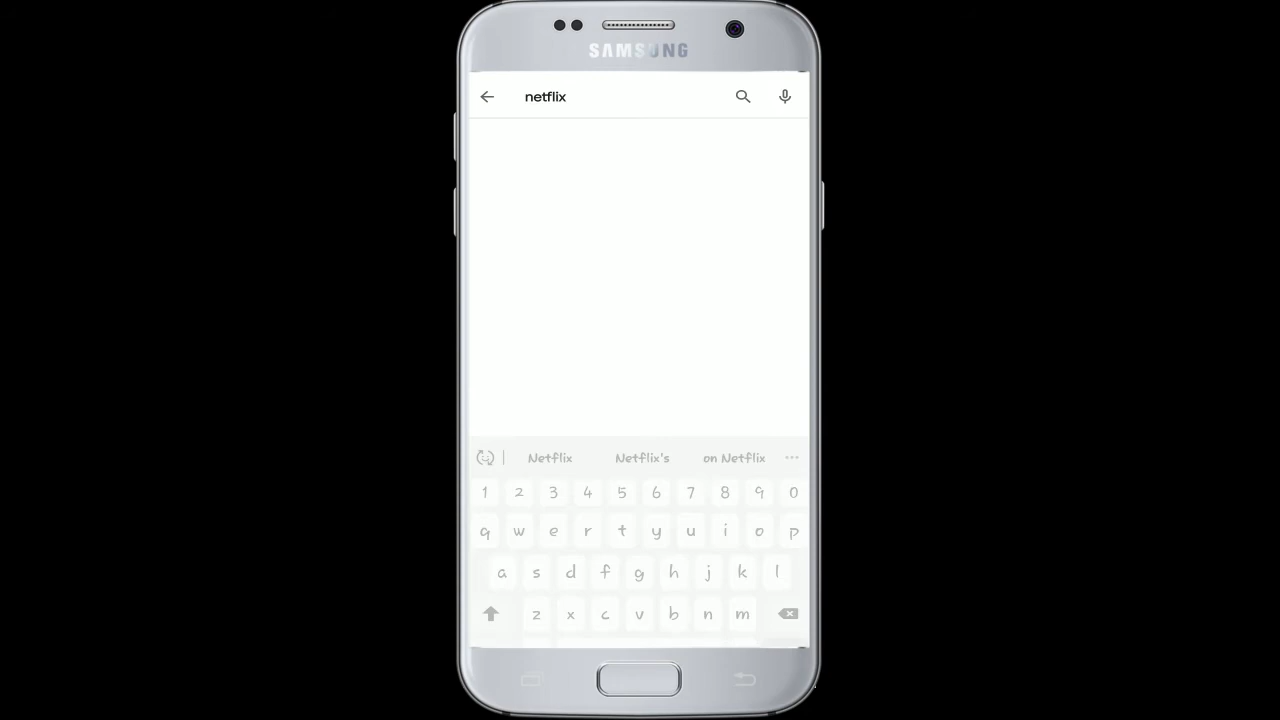 SAMSUNG
netflix
Netflix Netflix's on Netflix
1 2 3 4 5 6 7 8 9 0
q w e r t y u i o p
a s d f g h j k l
z x c v b n m